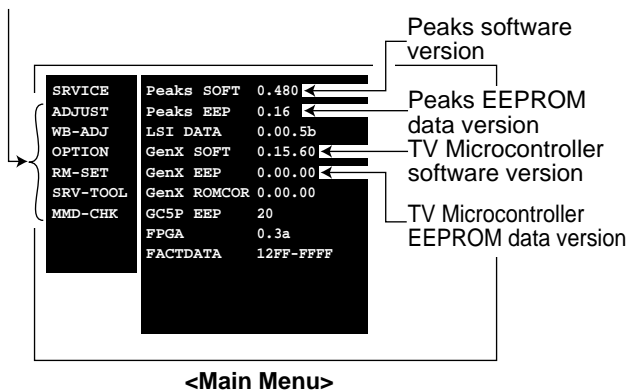 Peaks software
version
SRVICE Peaks SOFT 0.480
ADJUST Peaks EEP 0.16
Peaks EEPROM
data version
WB-ADJ LSI DATA 0.00.5b
OPTION GenX SOFT 0.15.60
TV Microcontroller
software version
RM-SET GenX EEP 0.00.00
SRV-TOOL GenX ROMCOR 0.00.00
MMD-CHK GC5P EEP 20
TV Microcontroller
EEPROM data version
FPGA 0.3a
FACTDATA 12FF-FFFF
<Main Menu>